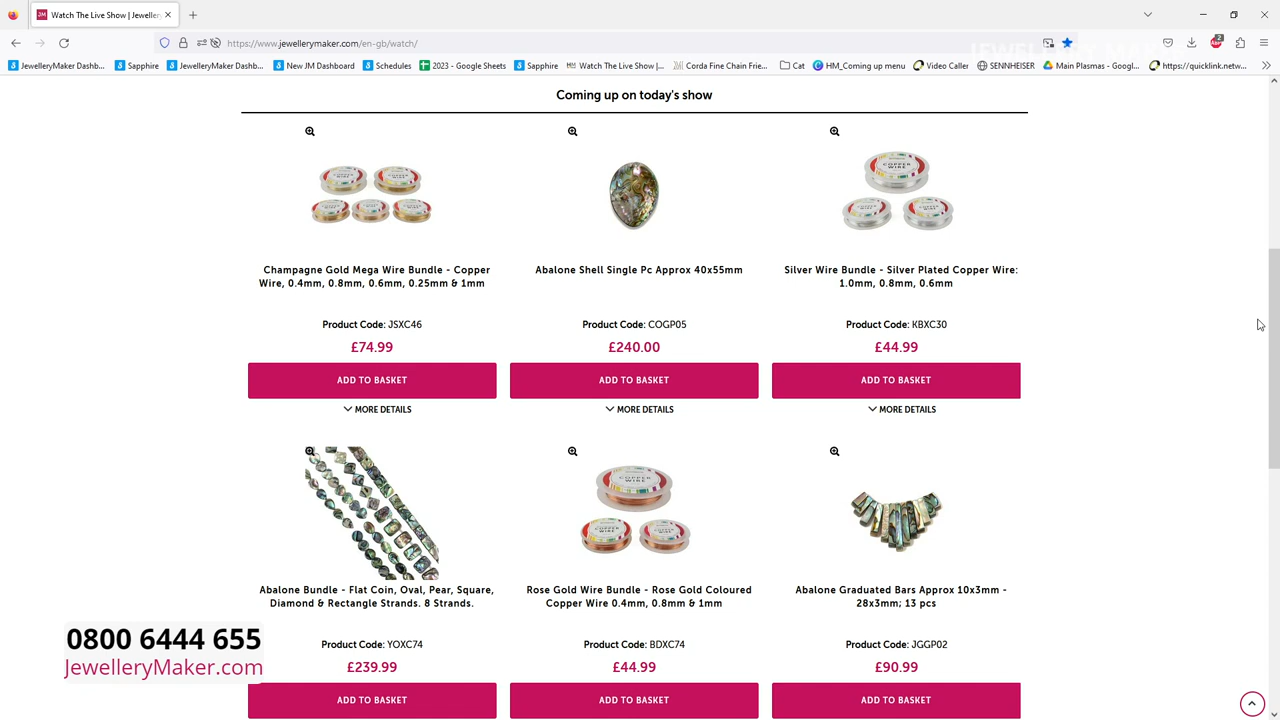 Watch The Live Show | Jeweller
https://www.jewellerymaker.com/en-gb/watch/
JewelleryMaker Dashb...
Sapphire
JewelleryMaker Dashb...
New JM Dashboard
Schedules
2023 - Google Sheets
Sapphire
Watch The Live Show |...
Corda Fine Chain Frie...
Cat
HM_Coming up menu
Video Caller
SENNHEISER
Main Plasmas - Googl...
https://quicklink.netw...
JEWELLERY MAKER
Coming up on today's show
COPPER WIRE
COPPER WIRE
Champagne Gold Mega Wire Bundle - Copper
Wire, 0.4mm, 0.8mm, 0.6mm, 0.25mm & 1mm
Product Code: JSXC46
£74.99
ADD TO BASKET
MORE DETAILS
Abalone Shell Single Pc Approx 40x55mm
Product Code: COGP05
£240.00
ADD TO BASKET
MORE DETAILS
Silver Wire Bundle - Silver Plated Copper Wire:
1.0mm, 0.8mm, 0.6mm
Product Code: KBXC30
£44.99
ADD TO BASKET
MORE DETAILS
Abalone Bundle - Flat Coin, Oval, Pear, Square,
Diamond & Rectangle Strands. 8 Strands.
Product Code: YOXC74
£239.99
ADD TO BASKET
COPPER WIRE
Rose Gold Wire Bundle - Rose Gold Coloured
Copper Wire 0.4mm, 0.8mm & 1mm
Product Code: BDXC74
£44.99
ADD TO BASKET
Abalone Graduated Bars Approx 10x3mm -
28x3mm; 13 pcs
Product Code: JGGP02
£90.99
ADD TO BASKET
0800 6444 655
JewelleryMaker.com